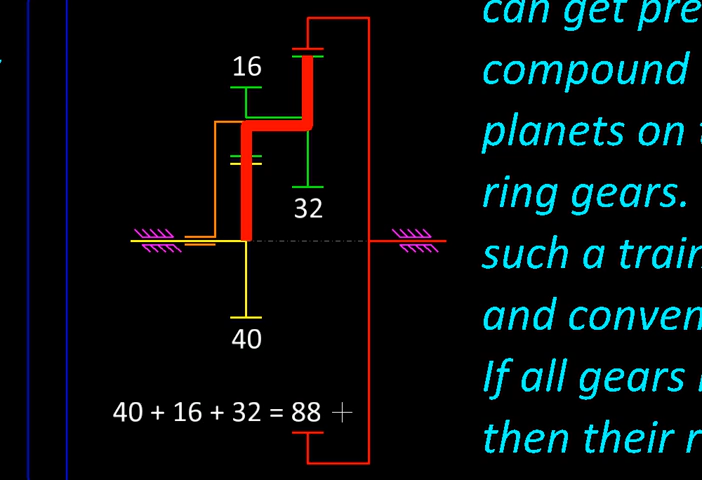 can get pre
16
compound
planets on t
ring gears.
32
such a train
and conven
40
If all gears
40 + 16 + 32 = 88
then their r